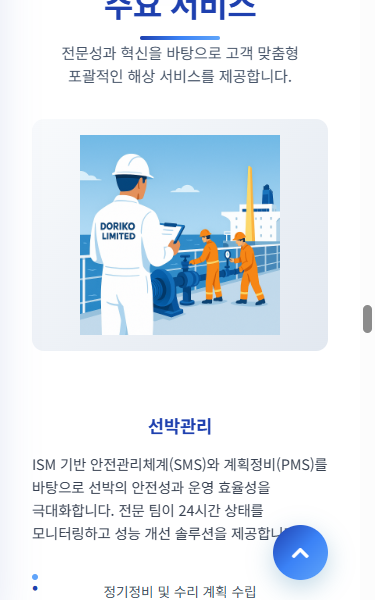 주요 서비스
전문성과 혁신을 바탕으로 고객 맞춤형
포괄적인 해상 서비스를 제공합니다.
DORIKO
LIMITED
선박관리
ISM 기반 안전관리체계(SMS)와 계획정비(PMS)를
바탕으로 선박의 안전성과 운영 효율성을
극대화합니다. 전문 팀이 24시간 상태를
모니터링하고 성능 개선 솔루션을
정기정비 및 수리 계획 수립